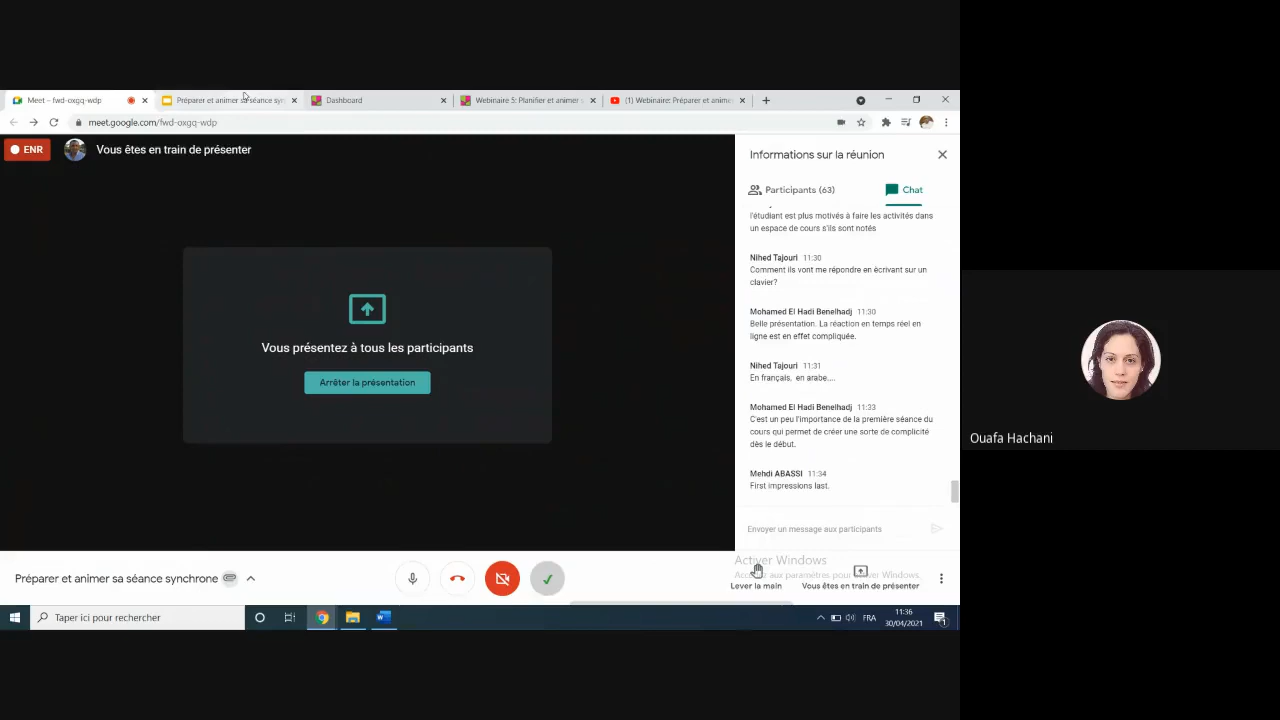 Meet – fwd-oxgq-wdp
Préparer et animer sa séance syn
Dashboard
Webinaire 5: Planifier et animer
(1) Webinaire: Préparer et anime
meet.google.com/fwd-oxgq-wdp
ENR
Vous êtes en train de présenter
Vous présentez à tous les participants
Arrêter la présentation
Informations sur la réunion
Participants (63)
Chat
l'étudiant est plus motivés à faire les activités dans
un espace de cours s'ils sont notés
Nihed Tajouri 11:30
Comment ils vont me répondre en écrivant sur un
clavier?
Mohamed El Hadi Benelhadj 11:30
Belle présentation. La réaction en temps réel en
ligne est en effet compliquée.
Nihed Tajouri 11:31
En français, en arabe....
Mohamed El Hadi Benelhadj 11:33
C'est un peu l'importance de la première séance du
cours qui permet de créer une sorte de complicité
dès le début.
Mehdi ABASSI 11:34
First impressions last.
Envoyer un message aux participants
Activer Windows
Accédez aux paramètres pour activer Windows.
Préparer et animer sa séance synchrone
Lever la main
Vous êtes en train de présenter
Taper ici pour rechercher
FRA
11:36
30/04/2021
1
Ouafa Hachani